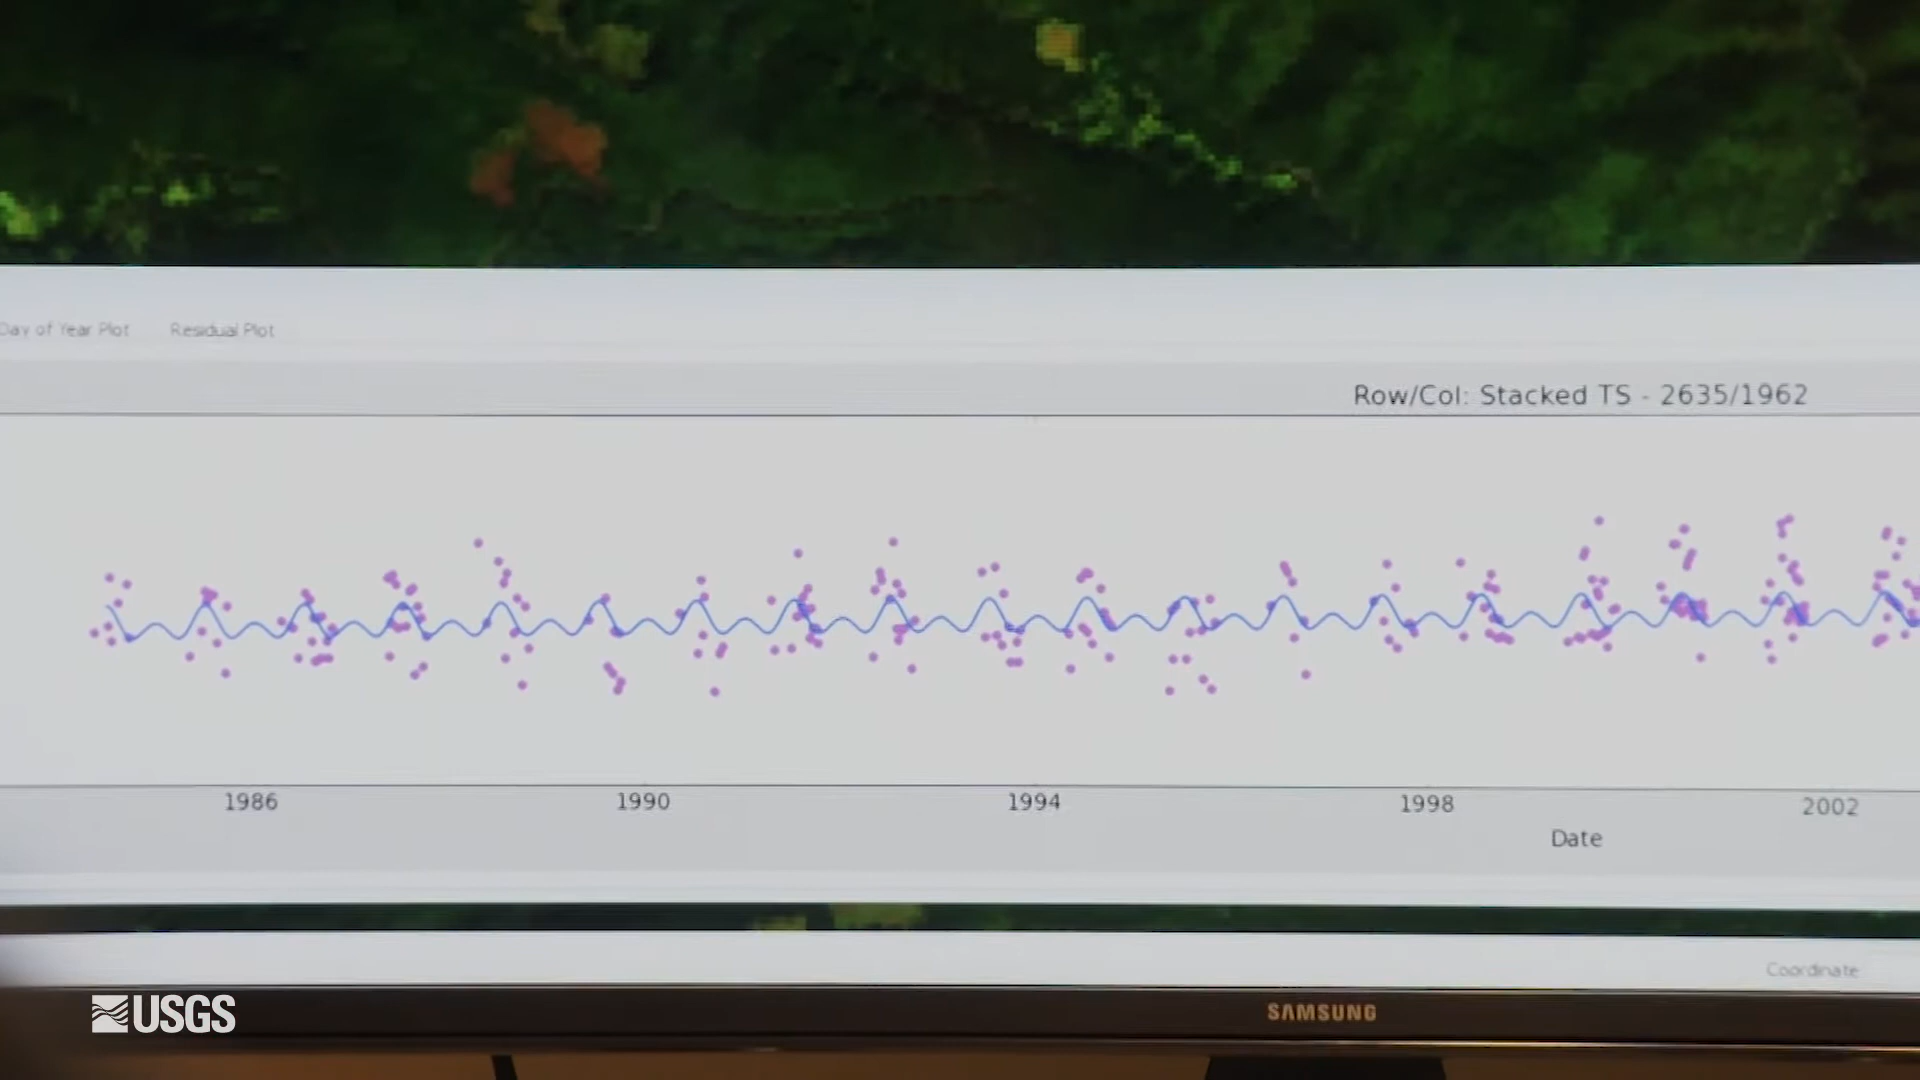 Day of Year Plot
Residual Plot
Row/Col: Stacked TS - 2635/1962
1986
1990
1994
1998
2002
Date
Coordinate
USGS
SAMSUNG